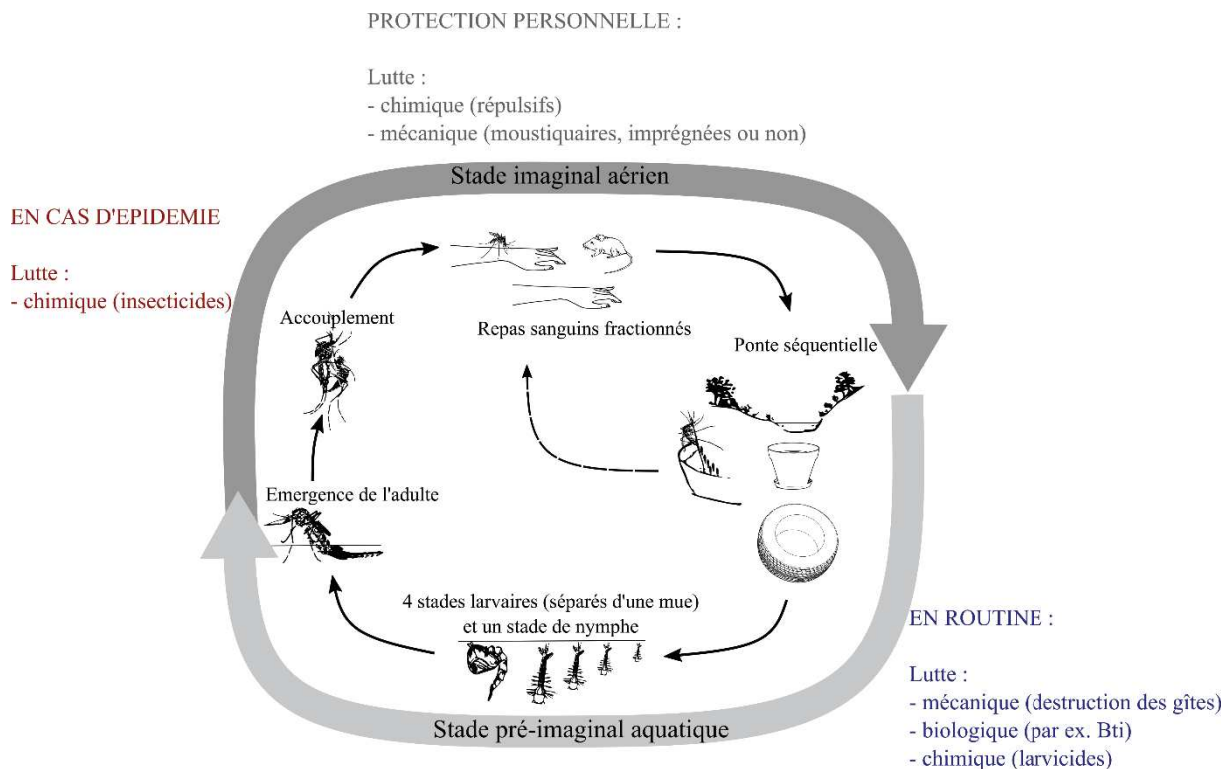 PROTECTION PERSONNELLE :
Lutte :
- chimique (répulsifs)
- mécanique (moustiquaires, imprégnées ou non)
Stade imaginal aérien
EN CAS D'EPIDEMIE
Lutte :
- chimique (insecticides)
Accouplement
Repas sanguins fractionnés
Ponte séquentielle
Emergence de l'adulte
4 stades larvaires (séparés d'une mue)
et un stade de nymphe
Stade pré-imaginal aquatique
EN ROUTINE :
Lutte :
- mécanique (destruction des gîtes)
- biologique (par ex. Bti)
- chimique (larvicides)